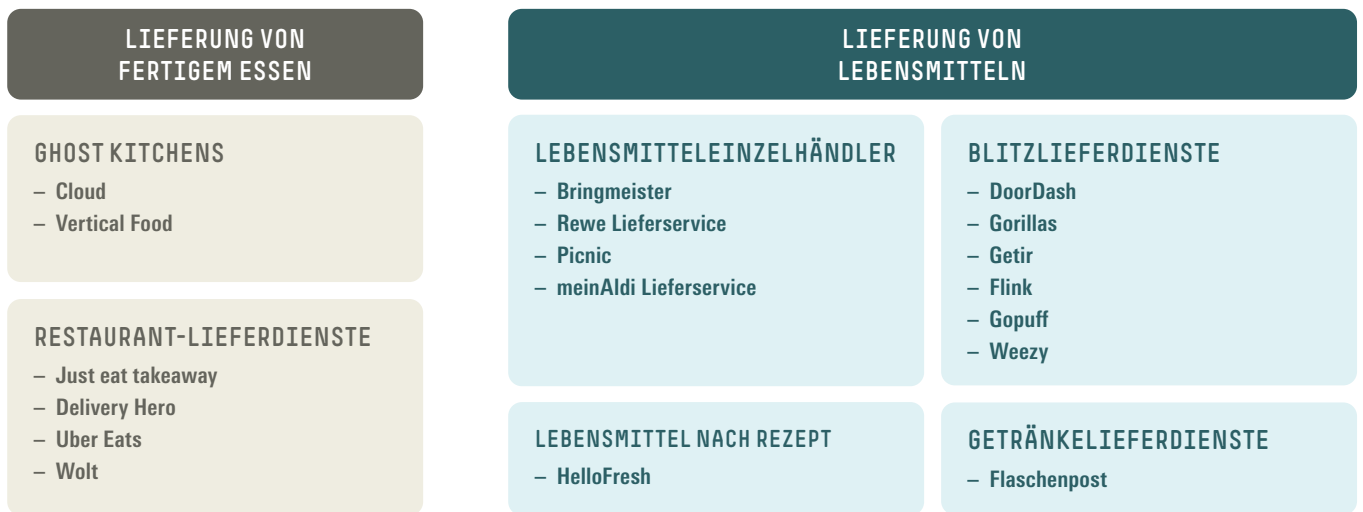 LIEFERUNG VON
FERTIGEM ESSEN
GHOST KITCHENS
– Cloud
– Vertical Food
RESTAURANT-LIEFERDIENSTE
– Just eat takeaway
– Delivery Hero
– Uber Eats
– Wolt
LIEFERUNG VON
LEBENSMITTELN
LEBENSMITTELEINZELHÄNDLER
– Bringmeister
– Rewe Lieferservice
– Picnic
– meinAldi Lieferservice
BLITZLIEFERDIENSTE
– DoorDash
– Gorillas
– Getir
– Flink
– Gopuff
– Weezy
LEBENSMITTEL NACH REZEPT
– HelloFresh
GETRÄNKELIEFERDIENSTE
– Flaschenpost